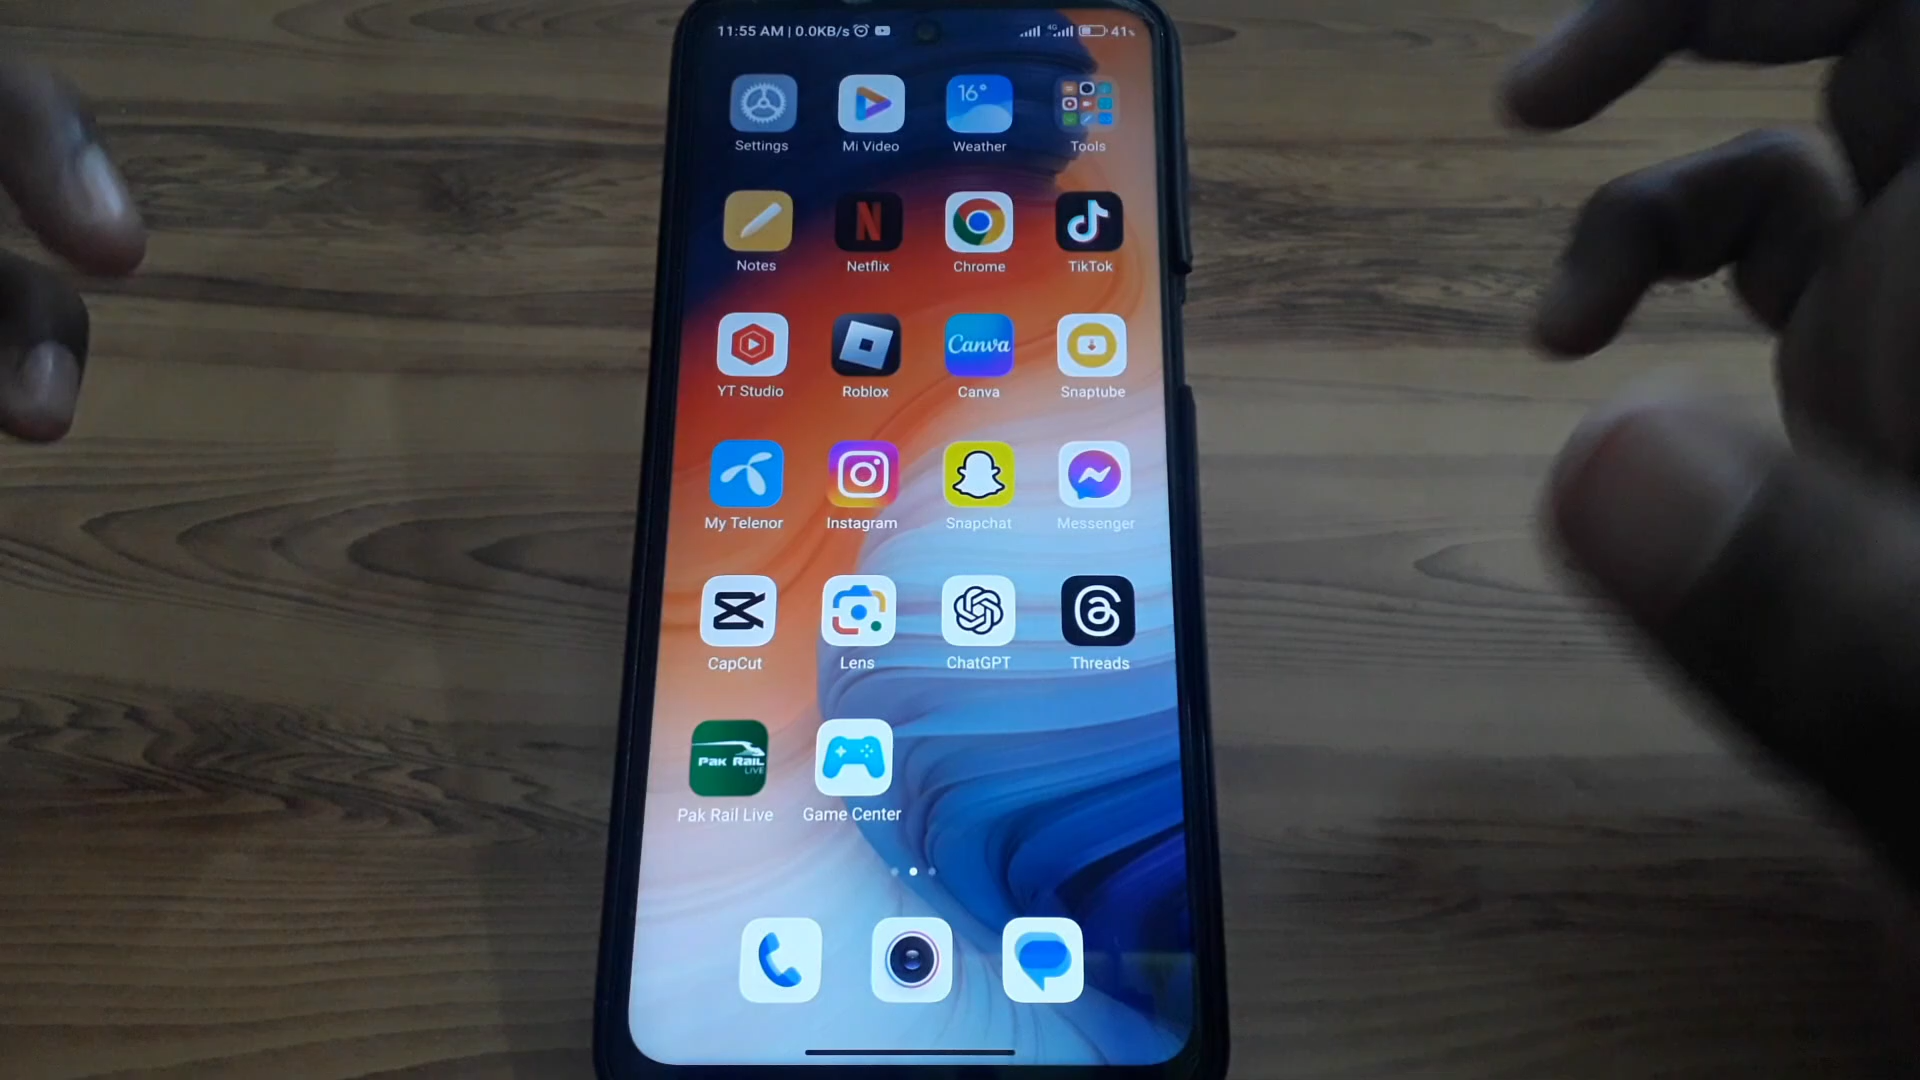 11:55 AM | 0.0KB/s 4G 41%
16°
Settings Mi Video Weather Tools
N
Notes Netflix Chrome TikTok
Canva
YT Studio Roblox Canva Snaptube
My Telenor Instagram Snapchat Messenger
CapCut Lens ChatGPT Threads
PAK RAIL
LIVE
Pak Rail Live Game Center